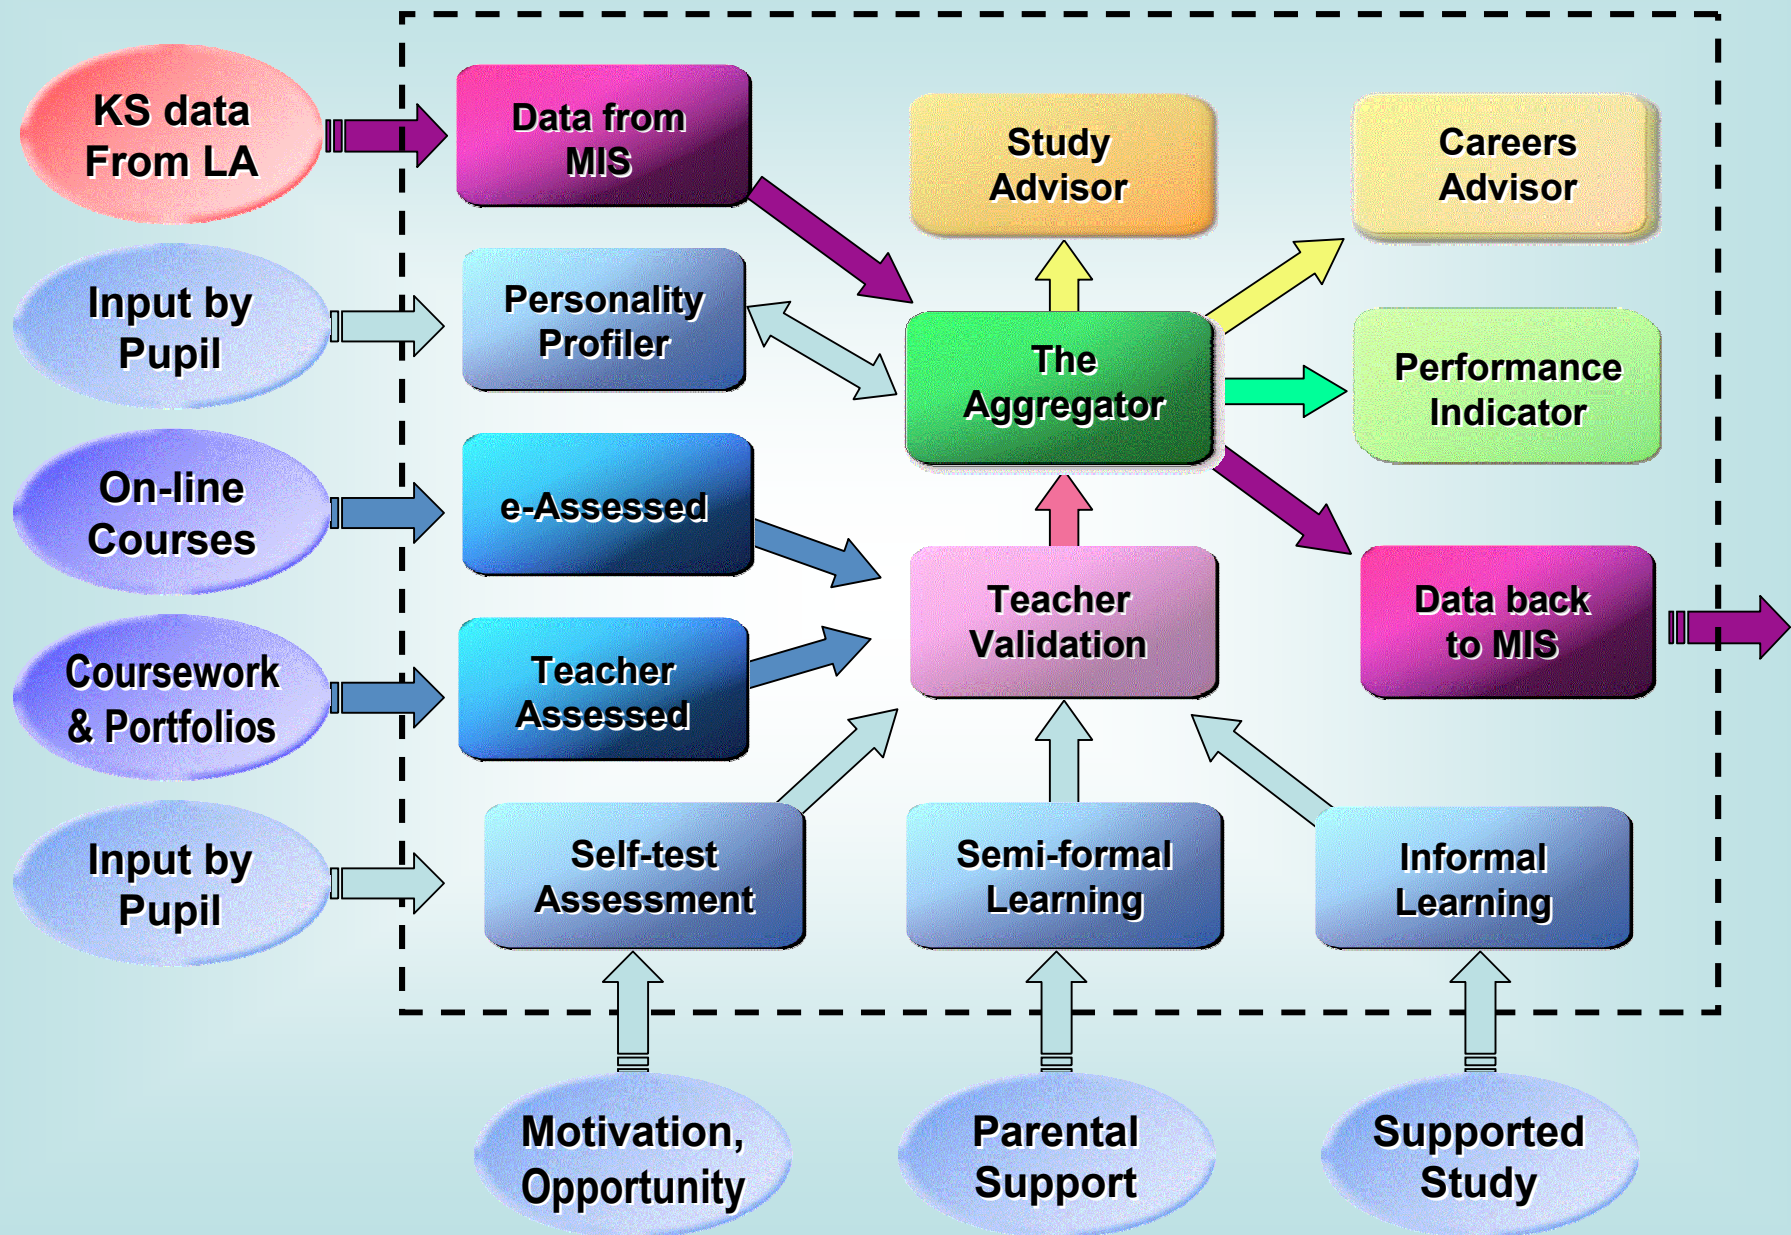 KS data
From LA
Data from
MIS
Study
Advisor
Careers
Advisor
Input by
Pupil
Personality
Profiler
The
Aggregator
Performance
Indicator
On-line
Courses
e-Assessed
Teacher
Validation
Data back
to MIS
Coursework
& Portfolios
Teacher
Assessed
Input by
Pupil
Self-test
Assessment
Semi-formal
Learning
Informal
Learning
Motivation,
Opportunity
Parental
Support
Supported
Study